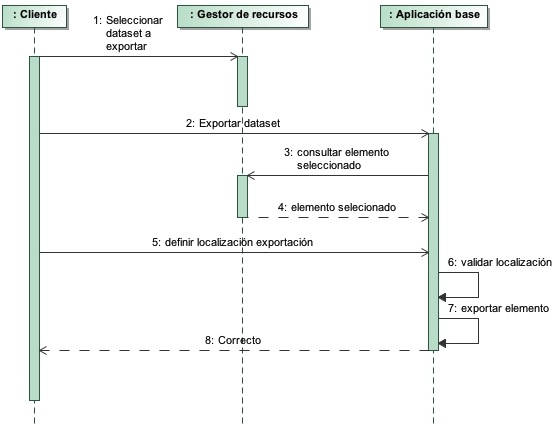 : Cliente
: Gestor de recursos
: Aplicación base
1: Seleccionar
dataset a
exportar
2: Exportar dataset
3: consultar elemento
seleccionado
4: elemento selecionado
5: definir localización exportación
6: validar localización
7: exportar elemento
8: Correcto